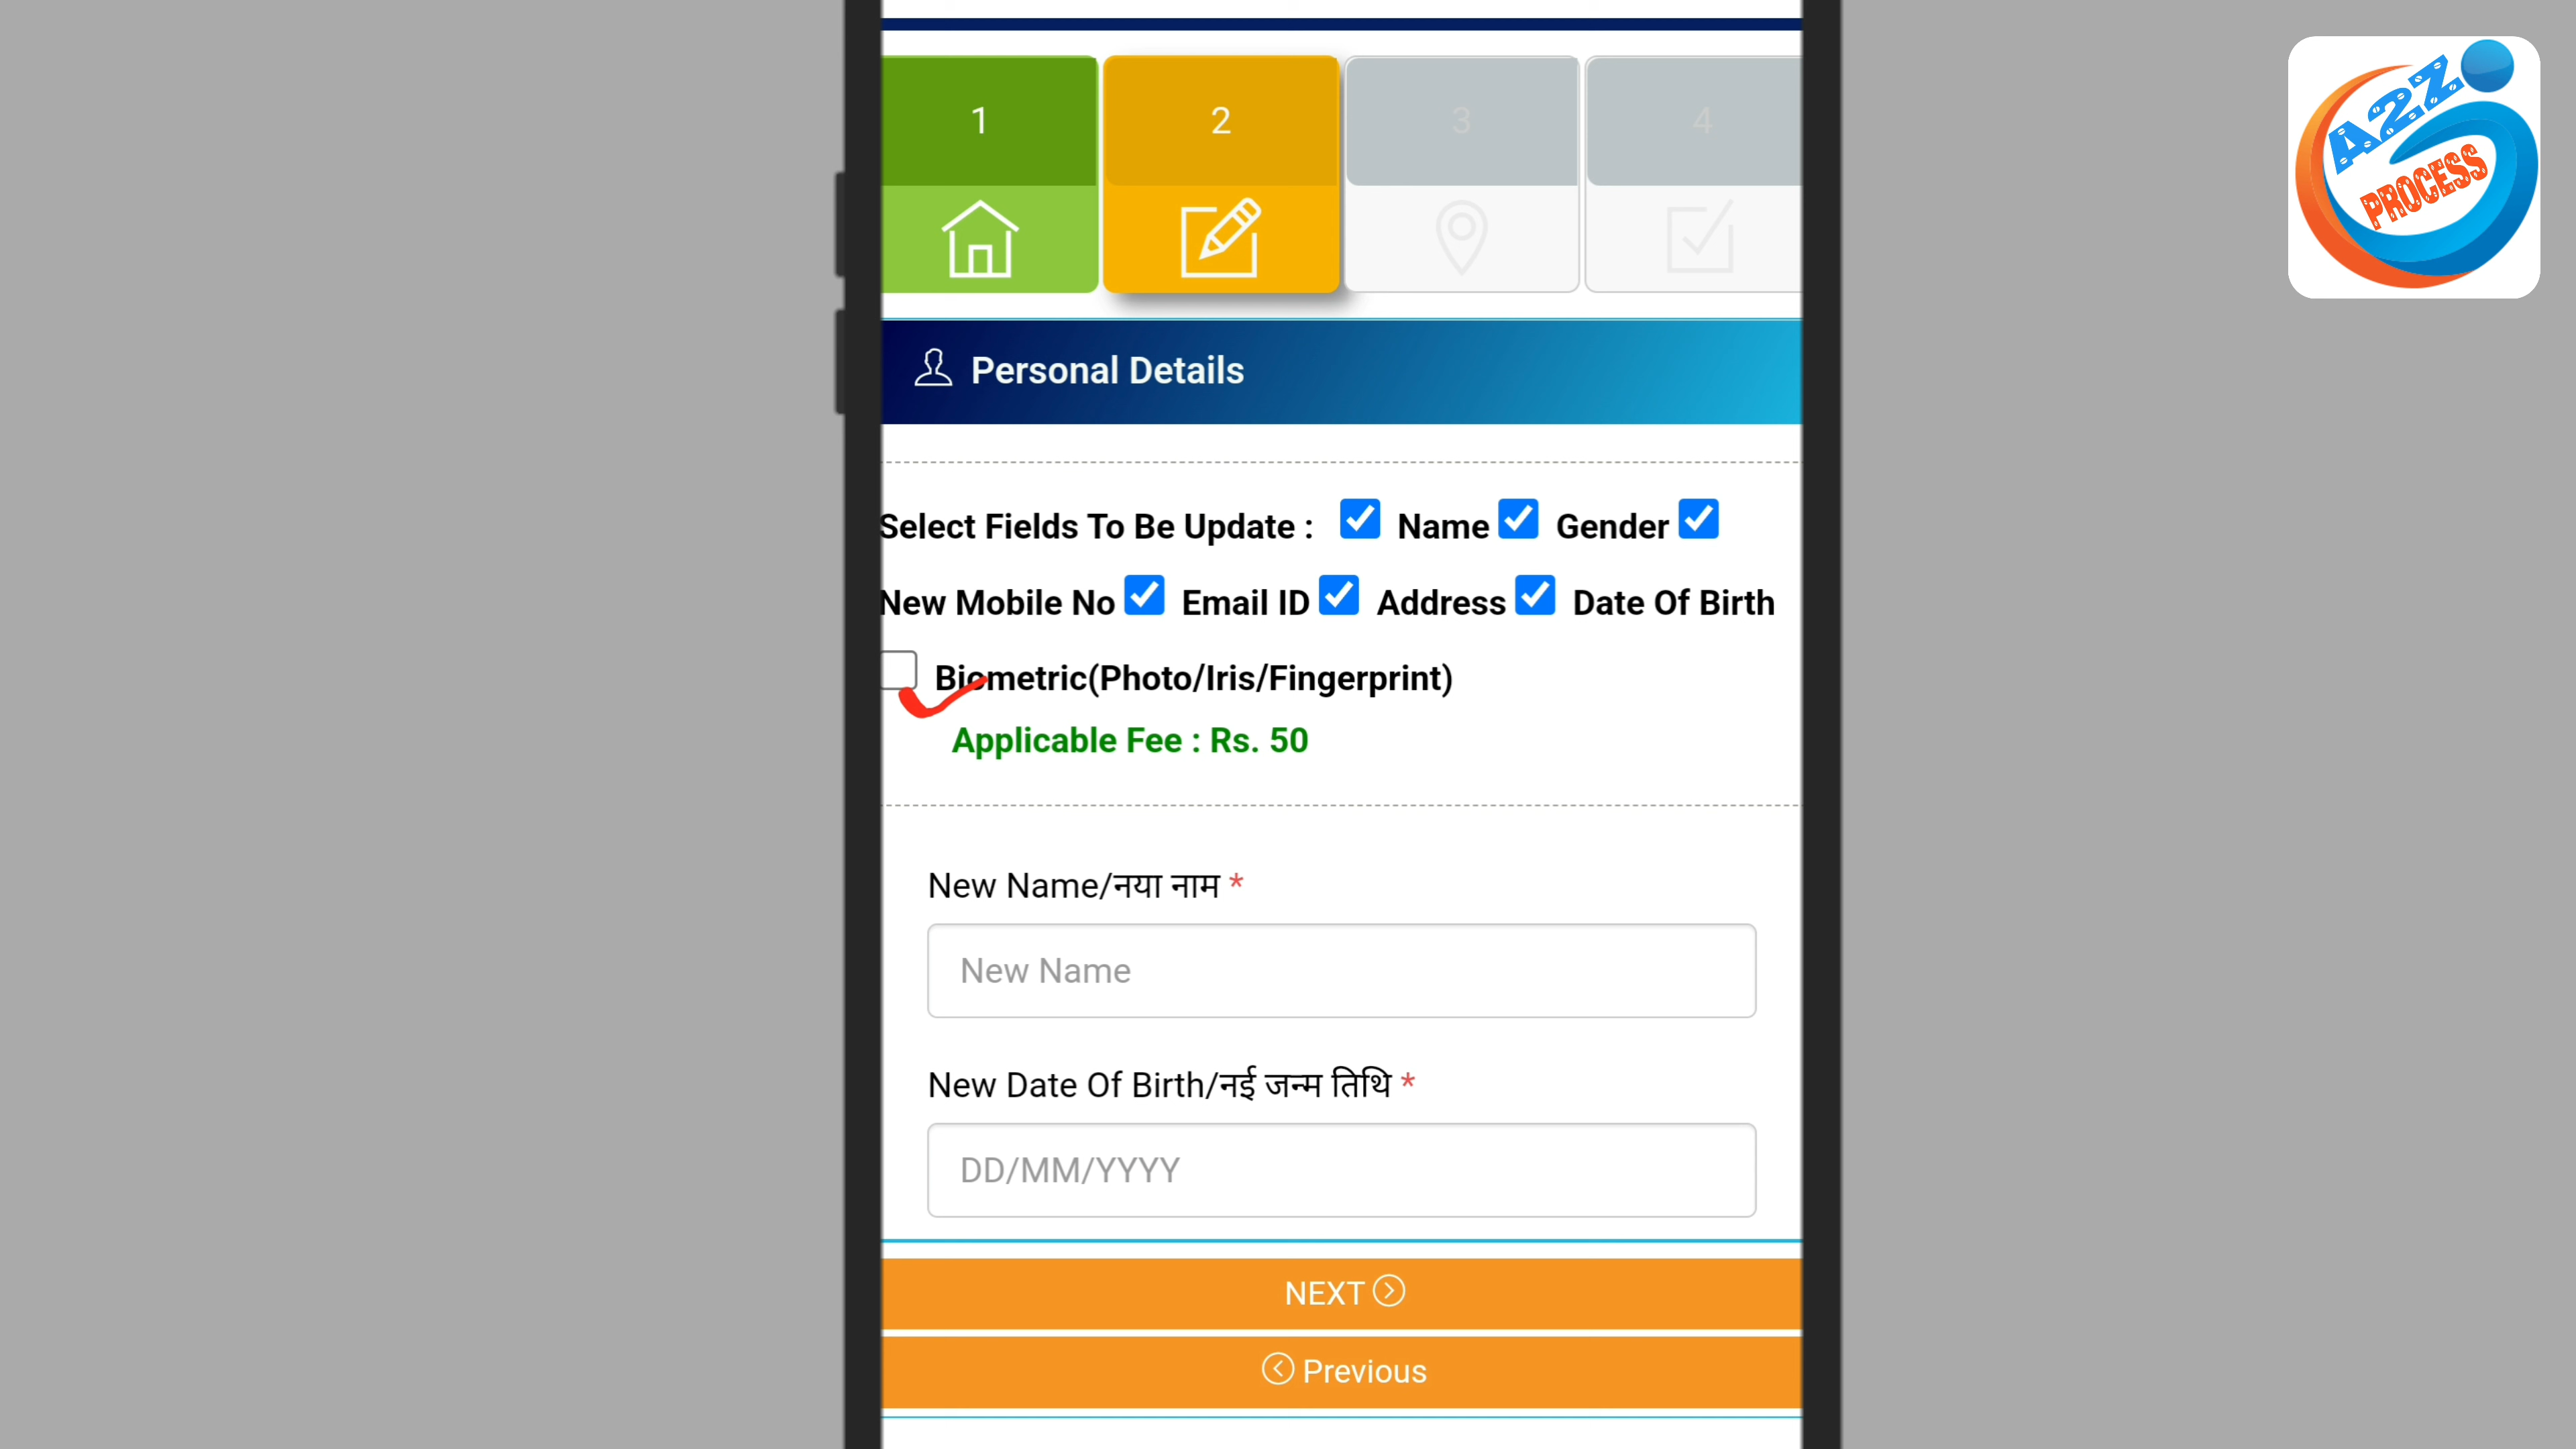 1
2
3
4
A2Z
PROCESS
Personal Details
Select Fields To Be Update : Name Gender
New Mobile No Email ID Address Date Of Birth
Biometric(Photo/Iris/Fingerprint)
Applicable Fee : Rs. 50
New Name/नया नाम *
New Name
New Date Of Birth/नई जन्म तिथि *
DD/MM/YYYY
NEXT
Previous